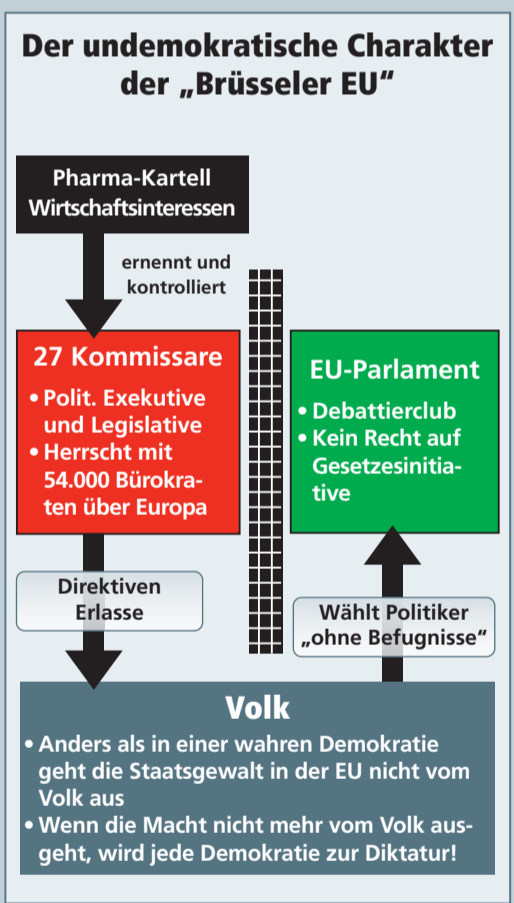 Der undemokratische Charakter
der „Brüsseler EU“
Pharma-Kartell
Wirtschaftsinteressen
ernennt und
kontrolliert
27 Kommissare
• Polit. Exekutive
und Legislative
• Herrscht mit
54.000 Bürokra-
ten über Europa
EU-Parlament
• Debattierclub
• Kein Recht auf
Gesetzesinitia-
tive
Direktiven
Erlasse
Wählt Politiker
„ohne Befugnisse“
Volk
• Anders als in einer wahren Demokratie
geht die Staatsgewalt in der EU nicht vom
Volk aus
• Wenn die Macht nicht mehr vom Volk aus-
geht, wird jede Demokratie zur Diktatur!